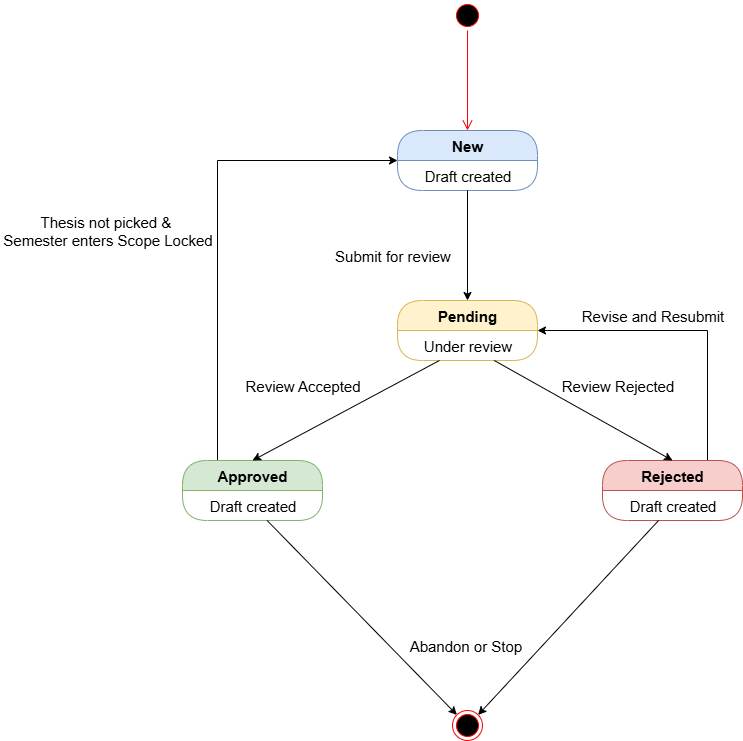 New
Draft created
Thesis not picked &
Semester enters Scope Locked
Submit for review
Pending
Under review
Revise and Resubmit
Review Accepted
Review Rejected
Approved
Draft created
Rejected
Draft created
Abandon or Stop